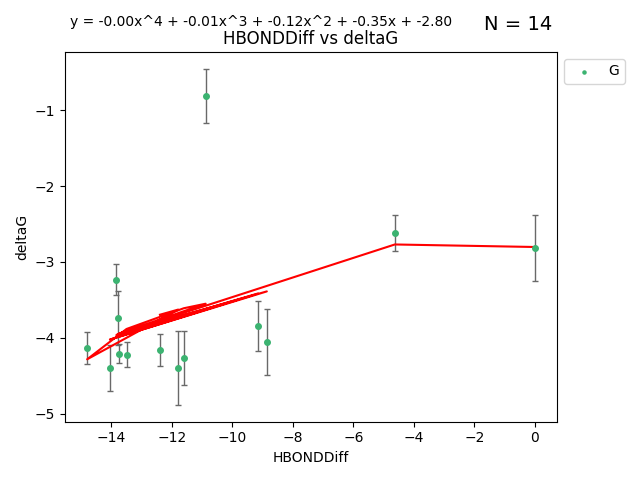 y = -0.00x^4 + -0.01x^3 + -0.12x^2 + -0.35x + -2.80
N = 14
HBONDDiff vs deltaG
G
−1
−2
−3
−4
−5
deltaG
−14 −12 −10 −8 −6 −4 −2 0
HBONDDiff